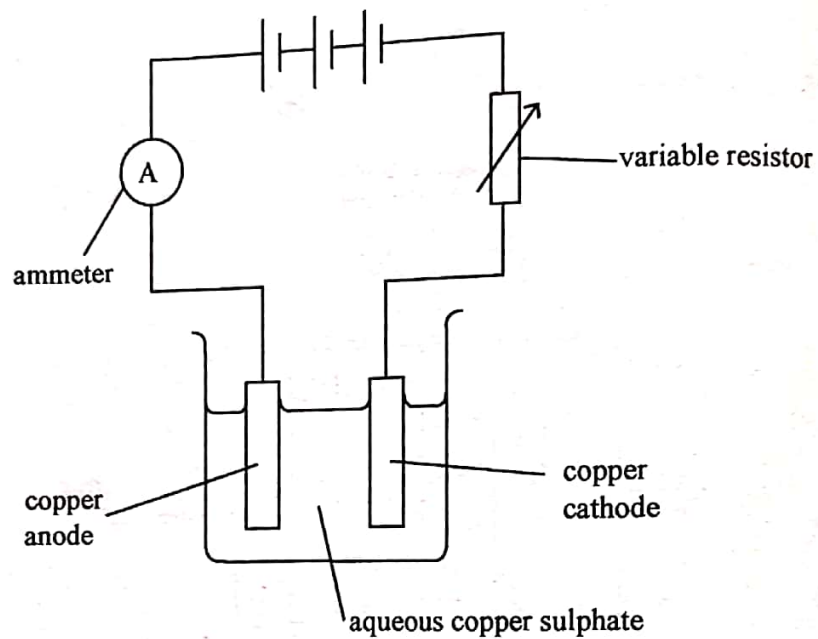 variable resistor
A
ammeter
copper
cathode
copper
anode
aqueous copper sulphate